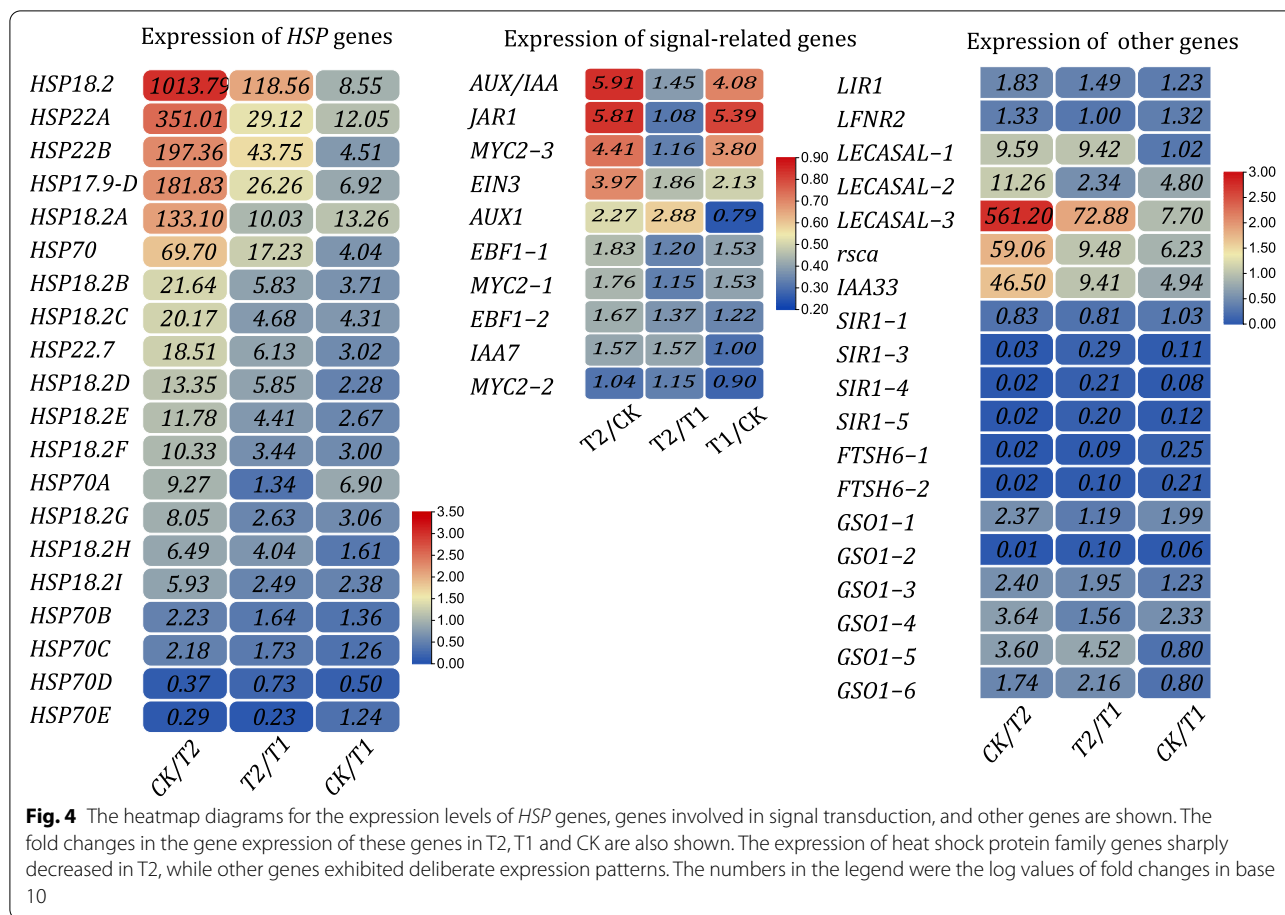 Expression of HSP genes
HSP18.2 1013.79 118.56 8.55
HSP22A 351.01 29.12 12.05
HSP22B 197.36 43.75 4.51
HSP17.9-D 181.83 26.26 6.92
HSP18.2A 133.10 10.03 13.26
HSP70 69.70 17.23 4.04
HSP18.2B 21.64 5.83 3.71
HSP18.2C 20.17 4.68 4.31
HSP22.7 18.51 6.13 3.02
HSP18.2D 13.35 5.85 2.28
HSP18.2E 11.78 4.41 2.67
HSP18.2F 10.33 3.44 3.00
HSP70A 9.27 1.34 6.90
HSP18.2G 8.05 2.63 3.06
HSP18.2H 6.49 4.04 1.61
HSP18.2I 5.93 2.49 2.38
HSP70B 2.23 1.64 1.36
HSP70C 2.18 1.73 1.26
HSP70D 0.37 0.73 0.50
HSP70E 0.29 0.23 1.24
CK/T2 T2/T1 CK/T1
3.50
3.00
2.50
2.00
1.50
1.00
0.50
0.00
Expression of signal-related genes
AUX/IAA 5.91 1.45 4.08
JAR1 5.81 1.08 5.39
MYC2-3 4.41 1.16 3.80
EIN3 3.97 1.86 2.13
AUX1 2.27 2.88 0.79
EBF1-1 1.83 1.20 1.53
MYC2-1 1.76 1.15 1.53
EBF1-2 1.67 1.37 1.22
IAA7 1.57 1.57 1.00
MYC2-2 1.04 1.15 0.90
T2/CK T2/T1 T1/CK
0.90
0.80
0.70
0.60
0.50
0.40
0.30
0.20
Expression of other genes
LIR1 1.83 1.49 1.23
LFNR2 1.33 1.00 1.32
LECASAL-1 9.59 9.42 1.02
LECASAL-2 11.26 2.34 4.80
LECASAL-3 561.20 72.88 7.70
rsca 59.06 9.48 6.23
IAA33 46.50 9.41 4.94
SIR1-1 0.83 0.81 1.03
SIR1-3 0.03 0.29 0.11
SIR1-4 0.02 0.21 0.08
SIR1-5 0.02 0.20 0.12
FTSH6-1 0.02 0.09 0.25
FTSH6-2 0.02 0.10 0.21
GSO1-1 2.37 1.19 1.99
GSO1-2 0.01 0.10 0.06
GSO1-3 2.40 1.95 1.23
GSO1-4 3.64 1.56 2.33
GSO1-5 3.60 4.52 0.80
GSO1-6 1.74 2.16 0.80
CK/T2 T2/T1 CK/T1
3.00
2.50
2.00
1.50
1.00
0.50
0.00
Fig. 4 The heatmap diagrams for the expression levels of HSP genes, genes involved in signal transduction, and other genes are shown. The
fold changes in the gene expression of these genes in T2, T1 and CK are also shown. The expression of heat shock protein family genes sharply
decreased in T2, while other genes exhibited deliberate expression patterns. The numbers in the legend were the log values of fold changes in base
10